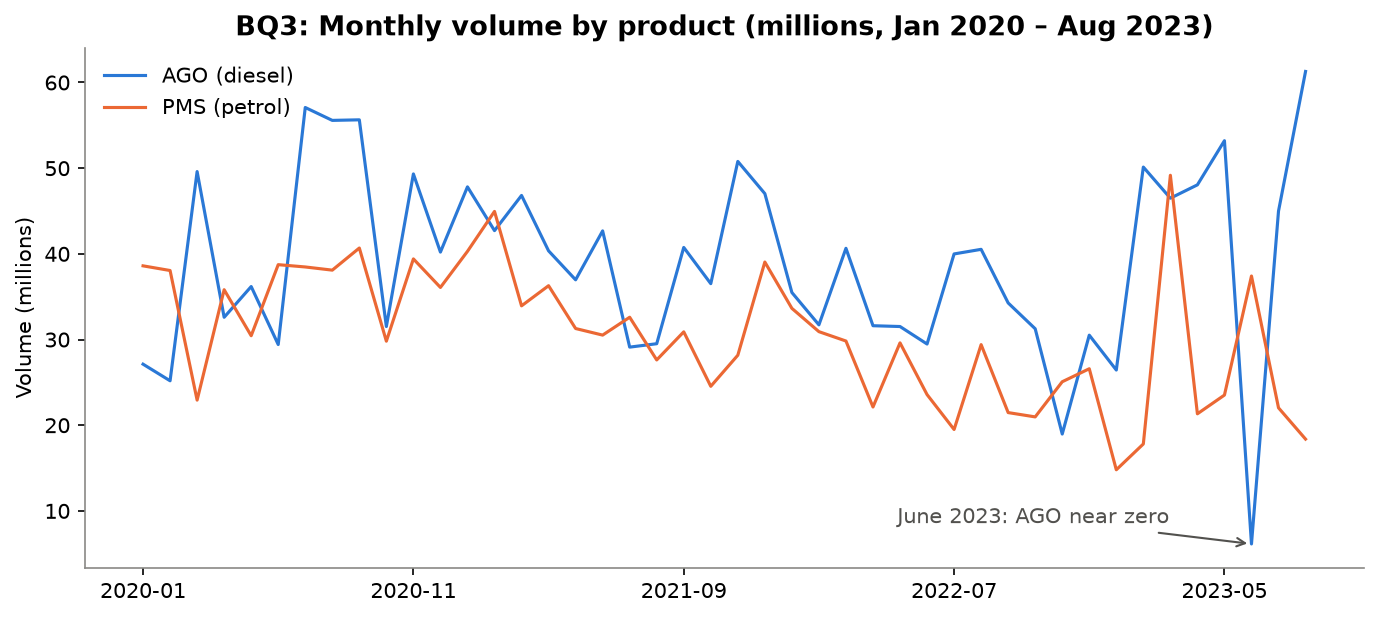 BQ3: Monthly volume by product (millions, Jan 2020 – Aug 2023)
AGO (diesel)
PMS (petrol)
Volume (millions)
60
50
40
30
20
10
June 2023: AGO near zero
2020-01
2020-11
2021-09
2022-07
2023-05